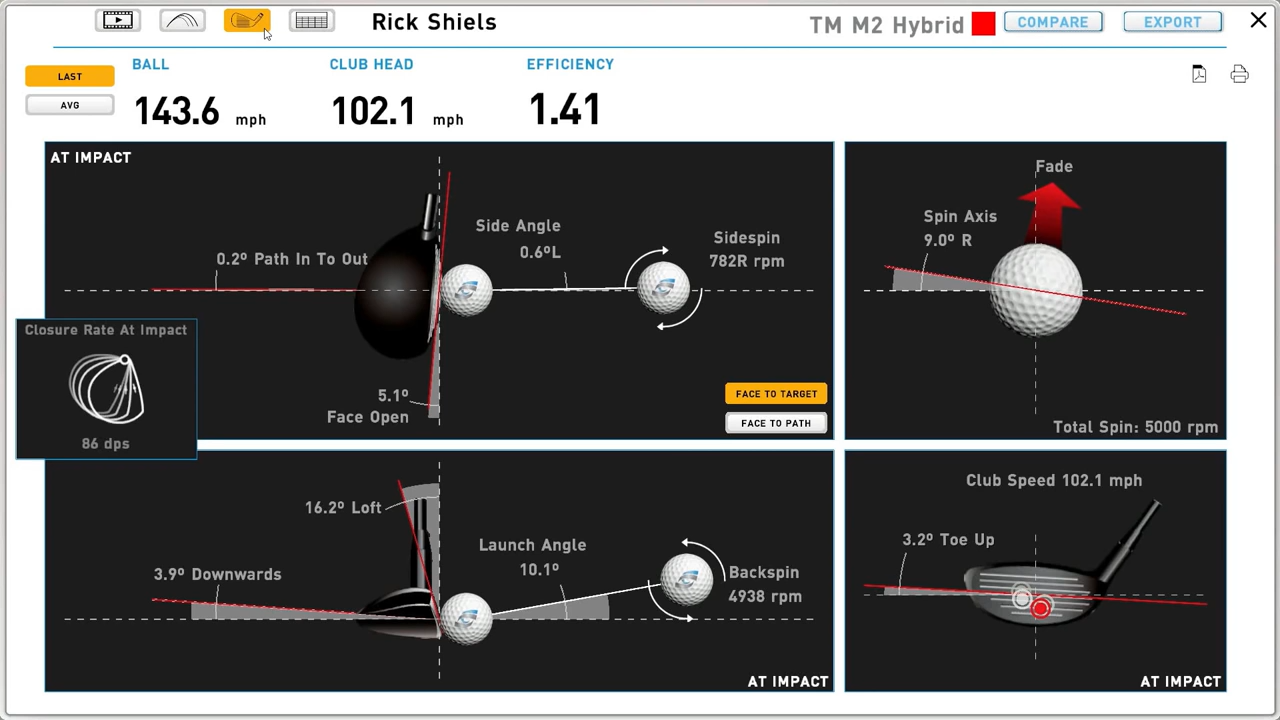 Rick Shiels
TM M2 Hybrid
COMPARE
EXPORT
LAST
AVG
BALL
143.6 mph
CLUB HEAD
102.1 mph
EFFICIENCY
1.41
AT IMPACT
0.2º Path In To Out
Side Angle
0.6ºL
Sidespin
782R rpm
5.1º
Face Open
FACE TO TARGET
FACE TO PATH
Closure Rate At Impact
86 dps
Fade
Spin Axis
9.0º R
Total Spin: 5000 rpm
16.2º Loft
3.9º Downwards
Launch Angle
10.1º
Backspin
4938 rpm
AT IMPACT
Club Speed 102.1 mph
3.2º Toe Up
AT IMPACT